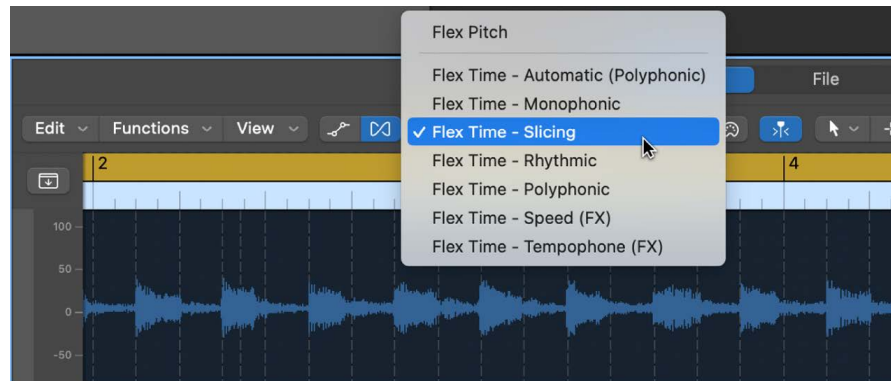 Flex Pitch
Flex Time - Automatic (Polyphonic)
File
Flex Time - Monophonic
Edit Functions View
Flex Time - Slicing
Flex Time - Rhythmic
2
4
Flex Time - Polyphonic
Flex Time - Speed (FX)
Flex Time - Tempophone (FX)
100
50
0
-50